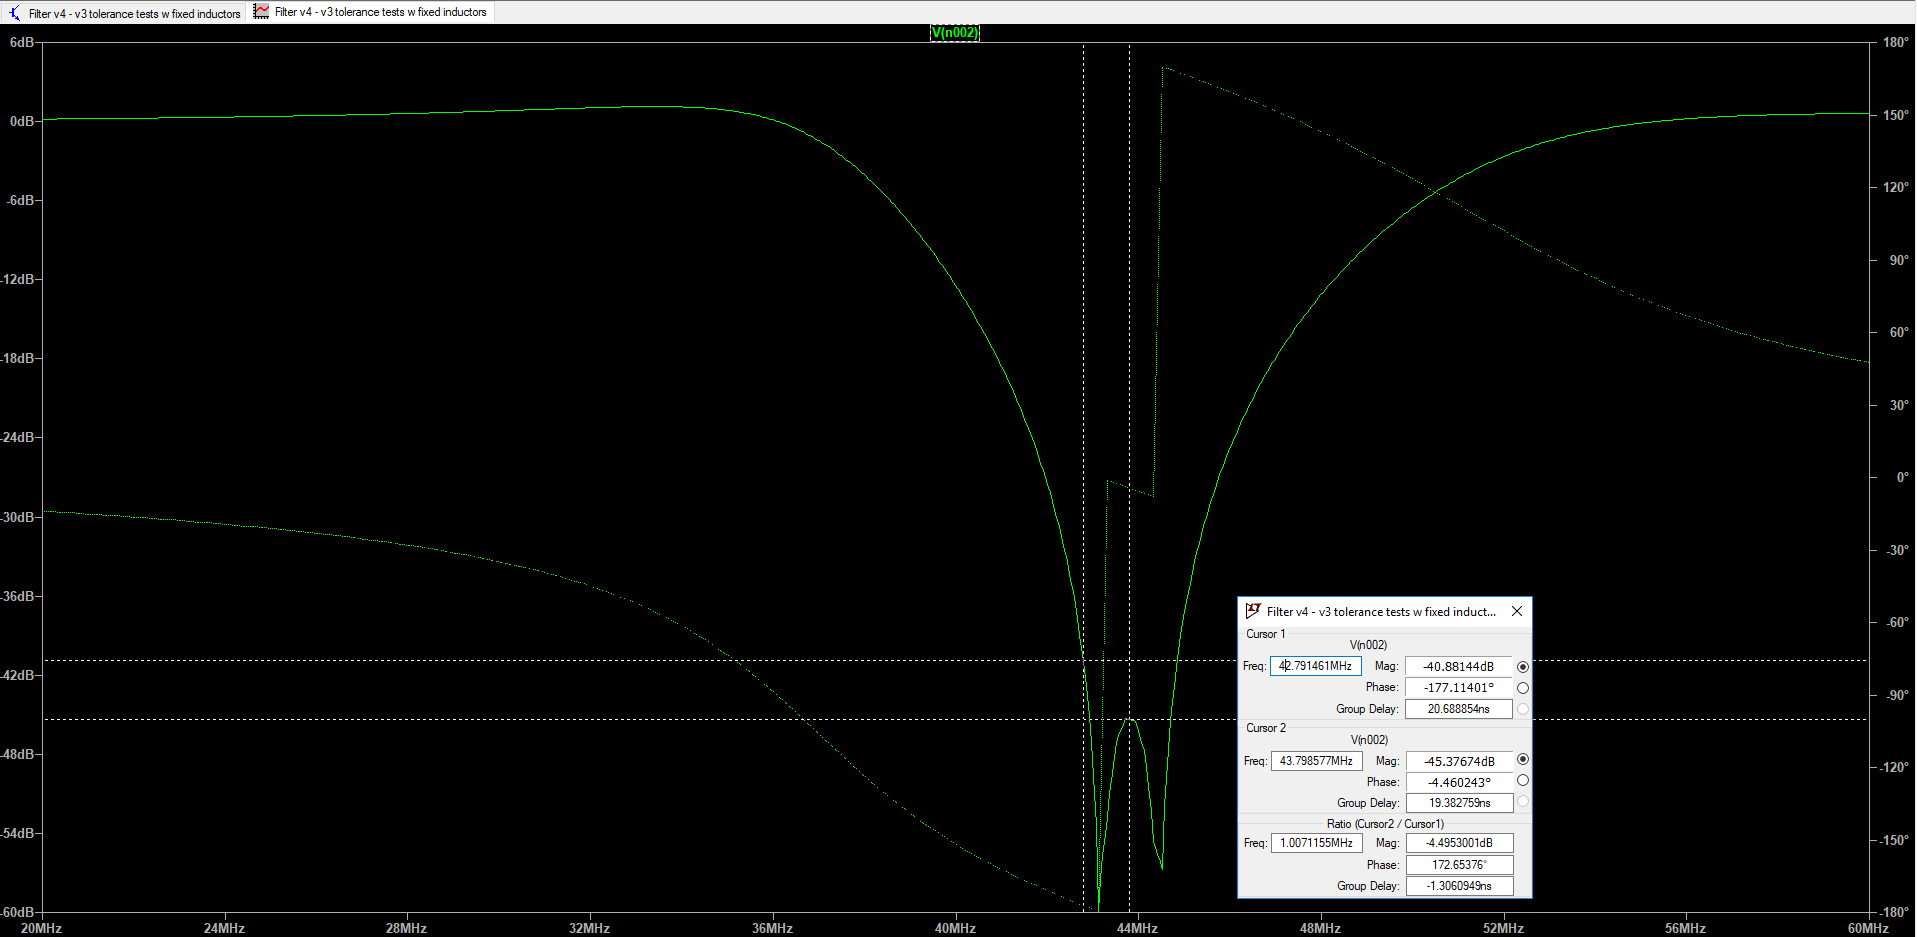 Filter v4 - v3 tolerance tests w fixed inductors
Filter v4 - v3 tolerance tests w fixed inductors
V(n002)
6dB
0dB
-6dB
-12dB
-18dB
-24dB
-30dB
-36dB
-42dB
-48dB
-54dB
-60dB
180°
150°
120°
90°
60°
30°
0°
-30°
-60°
-90°
-120°
-150°
-180°
20MHz 24MHz 28MHz 32MHz 36MHz 40MHz 44MHz 48MHz 52MHz 56MHz 60MHz
Filter v4 - v3 tolerance tests w fixed induct...
Cursor 1
V(n002)
Freq: 42.791461MHz Mag: -40.88144dB
Phase: -177.11401°
Group Delay: 20.688854ns
Cursor 2
V(n002)
Freq: 43.798577MHz Mag: -45.37674dB
Phase: -4.460243°
Group Delay: 19.382759ns
Ratio (Cursor2 / Cursor1)
Freq: 1.0071155MHz Mag: -4.4953001dB
Phase: 172.65376°
Group Delay: -1.3060949ns